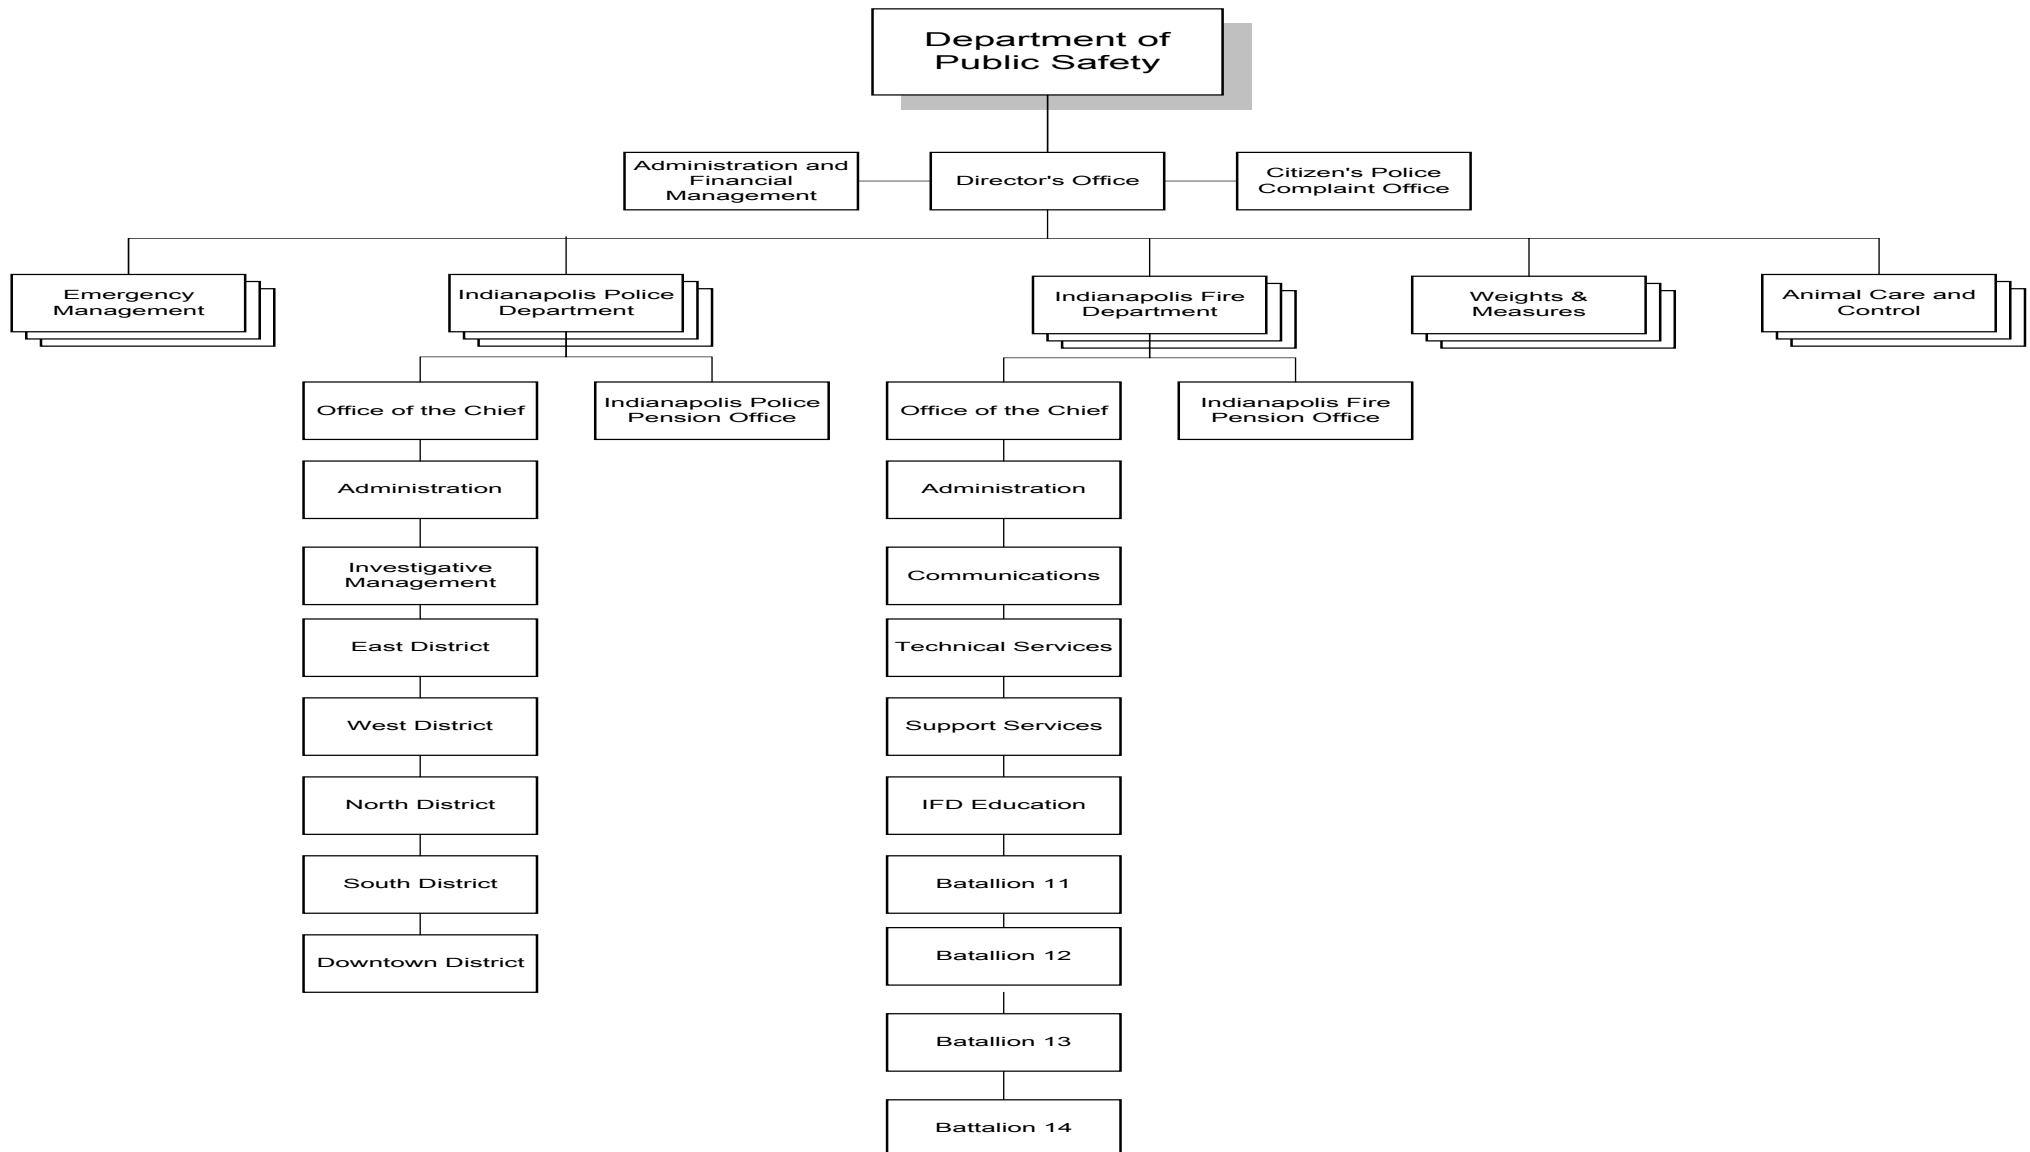 Department of
Public Safety
Administration and
Financial
Management
Director's Office
Citizen's Police
Complaint Office
Emergency
Management
Indianapolis Police
Department
Indianapolis Fire
Department
Weights &
Measures
Animal Care and
Control
Office of the Chief
Indianapolis Police
Pension Office
Office of the Chief
Indianapolis Fire
Pension Office
Administration
Administration
Investigative
Management
Communications
East District
Technical Services
West District
Support Services
North District
IFD Education
South District
Batallion 11
Downtown District
Batallion 12
Batallion 13
Battalion 14